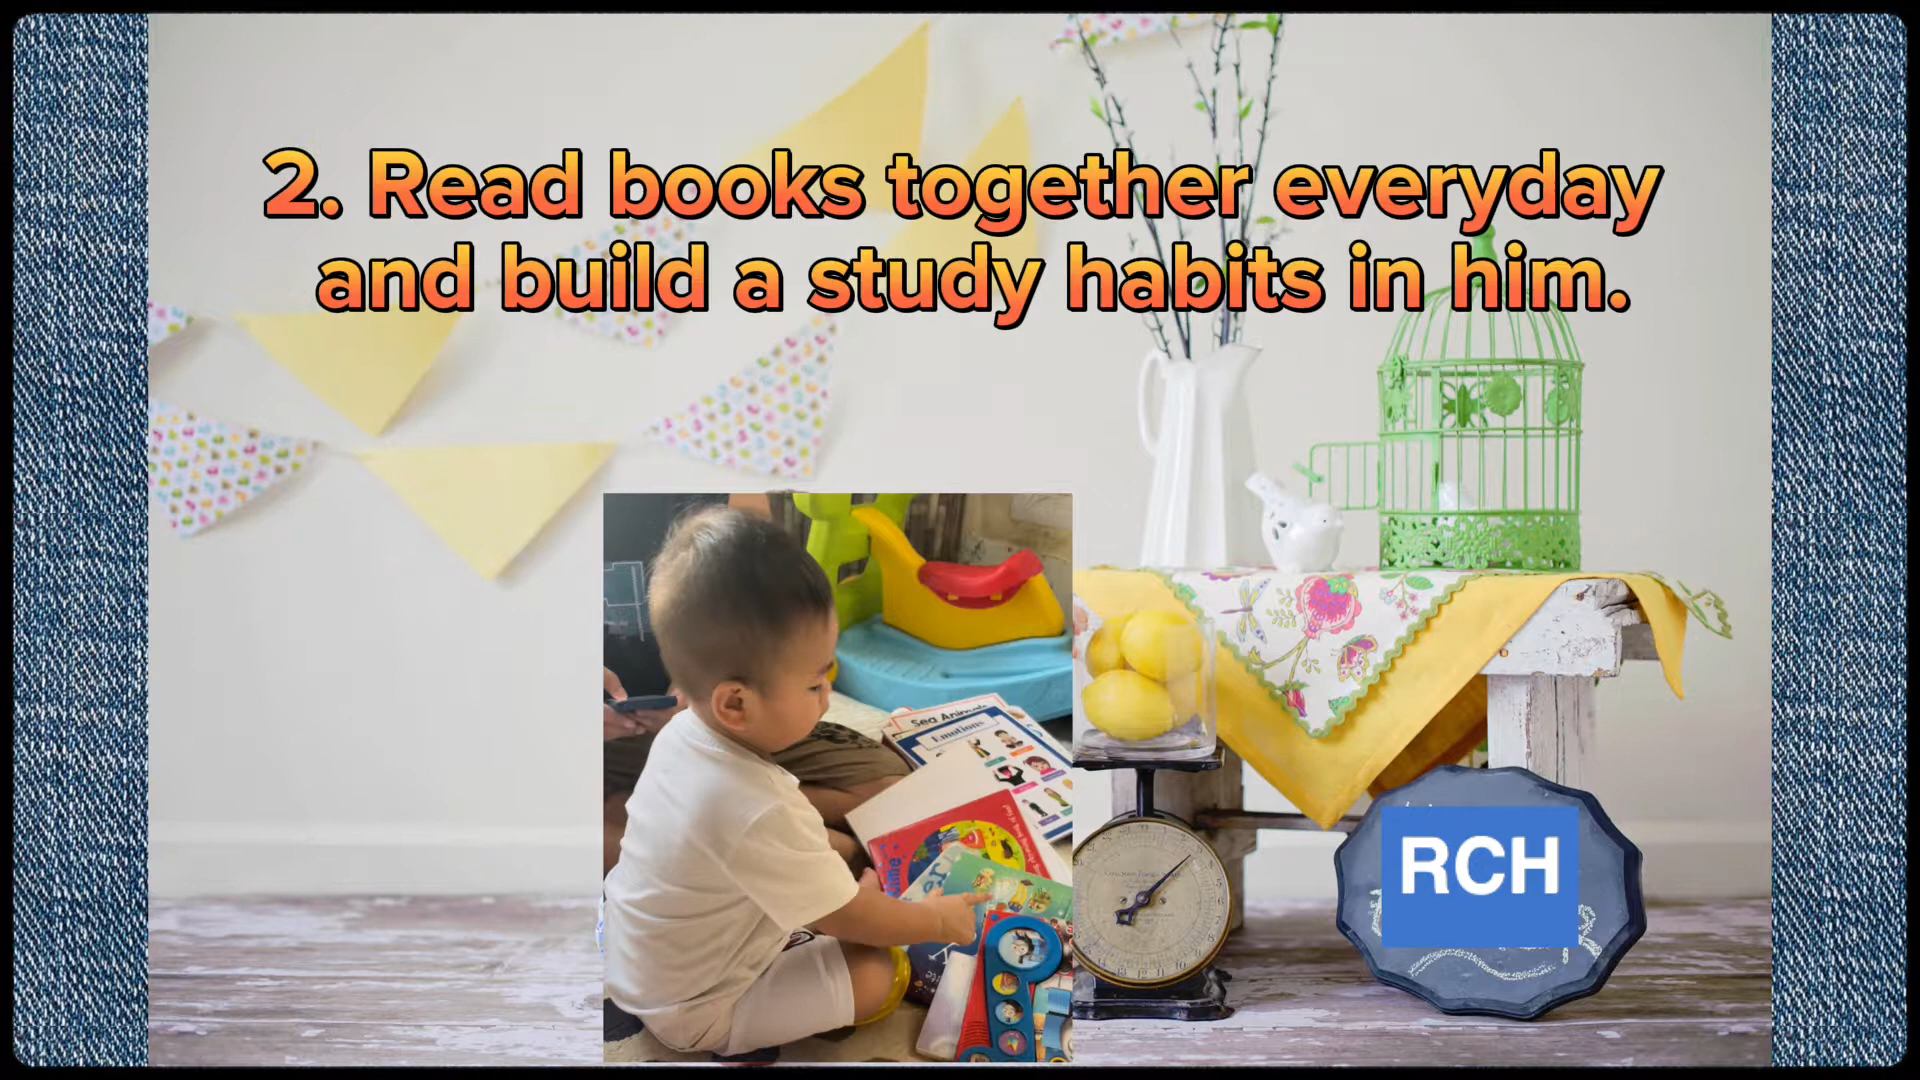 2. Read books together everyday
and build a study habits in him.
Sea Animals
Emotions
RCH